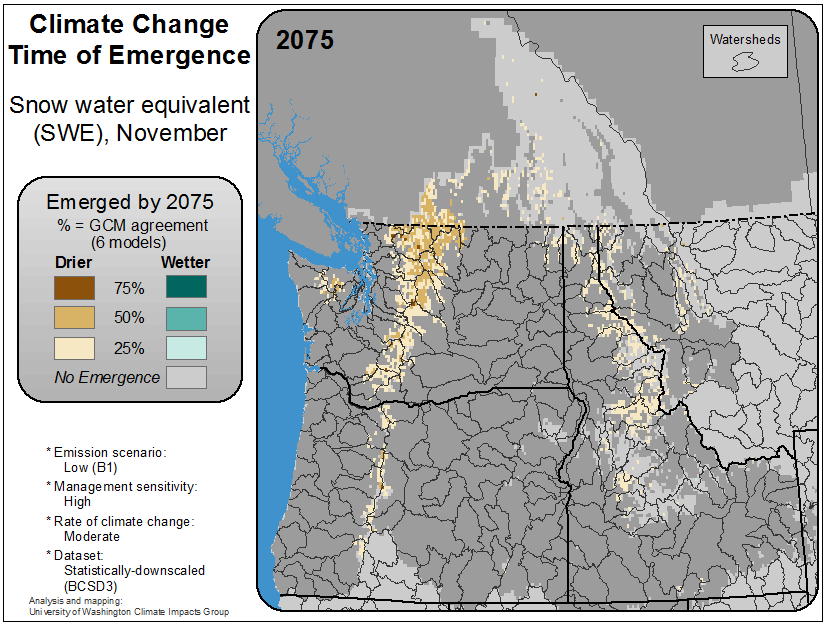 Climate Change
Time of Emergence
Snow water equivalent
(SWE), November
Emerged by 2075
% = GCM agreement
(6 models)
Drier Wetter
75%
50%
25%
No Emergence
* Emission scenario:
Low (B1)
* Management sensitivity:
High
* Rate of climate change:
Moderate
* Dataset:
Statistically-downscaled
(BCSD3)
Analysis and mapping:
University of Washington Climate Impacts Group
2075
Watersheds